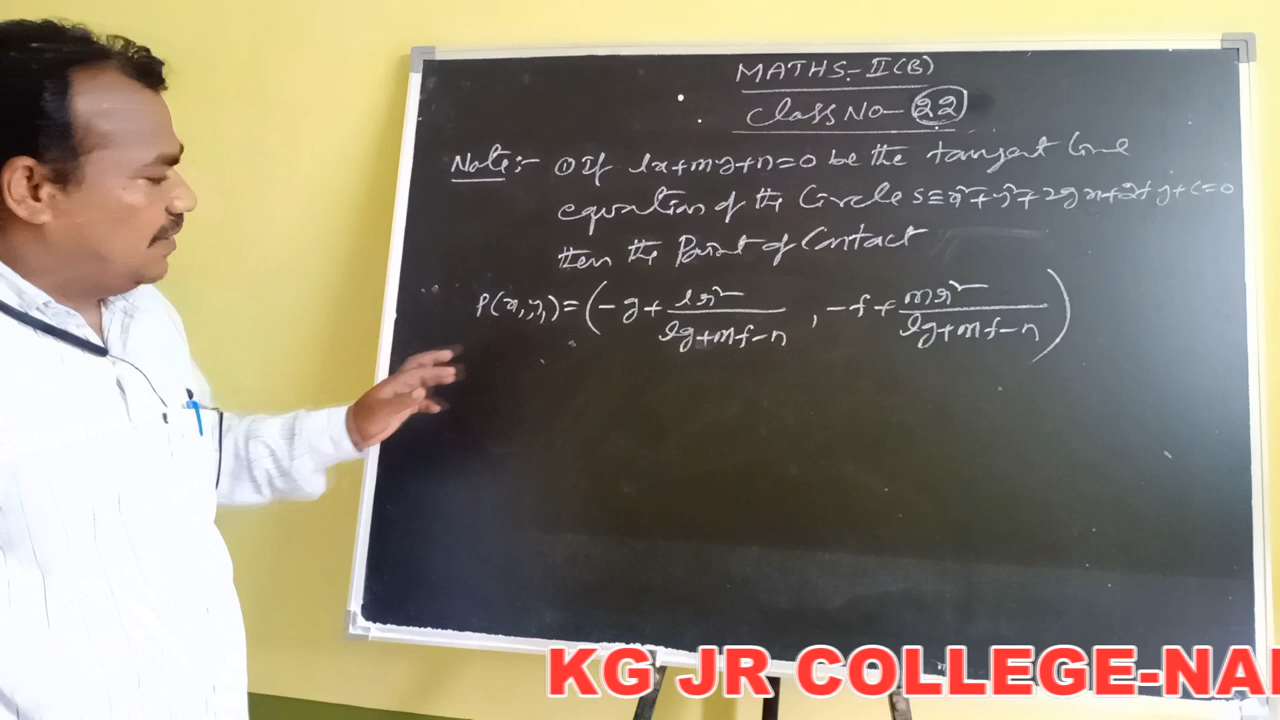 MATHS-II(B)
Class No-22
Note:- ① If lx+my+n=0 be the tangent line
equation of the Circle S≡x²+y²+2gx+2fy+c=0
then the Point of Contact
P(x₁,y₁)=(-g+ lr²/lg+mf-n , -f+ mr²/lg+mf-n)
KG JR COLLEGE-NA